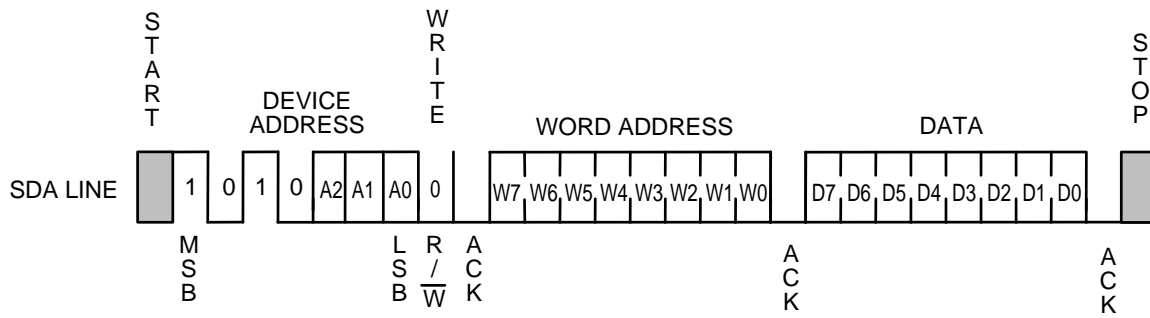 START
WRITE
STOP
DEVICE
ADDRESS
WORD ADDRESS
DATA
SDA LINE
1 0 1 0 A2 A1 A0 0 W7 W6 W5 W4 W3 W2 W1 W0 D7 D6 D5 D4 D3 D2 D1 D0
MSB
LSB
R/W
ACK
ACK
ACK